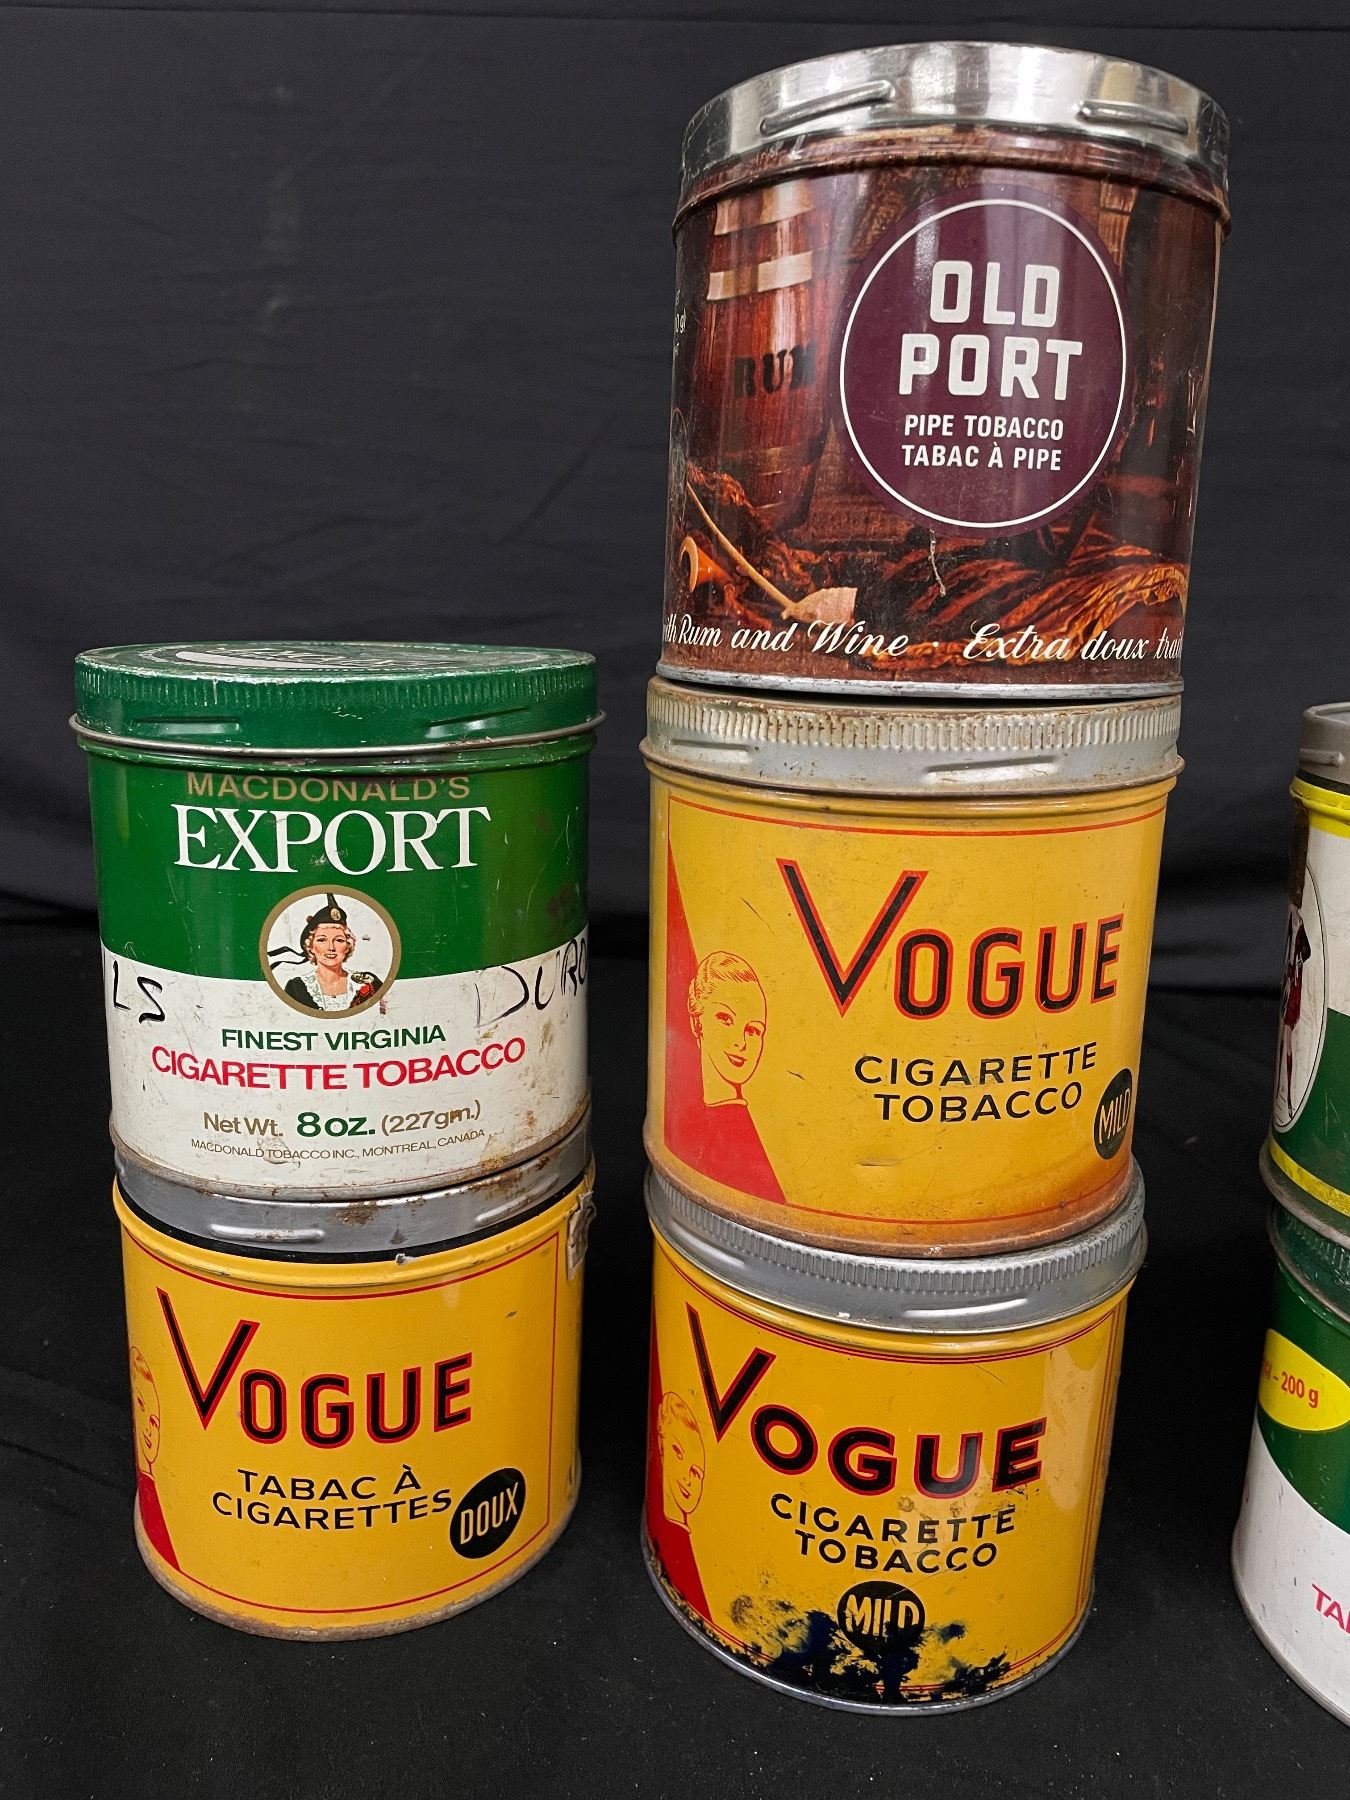 OLD
PORT
PIPE TOBACCO
TABAC À PIPE
RUM
Rum and Wine · Extra doux
MACDONALD'S
EXPORT
LS
FINEST VIRGINIA
CIGARETTE TOBACCO
Net Wt. 8oz. (227gm.)
MACDONALD TOBACCO INC., MONTREAL, CANADA
VOGUE
CIGARETTE
TOBACCO
MILD
VOGUE
TABAC À
CIGARETTES
DOUX
VOGUE
CIGARETTE
TOBACCO
MILD
- 200 g